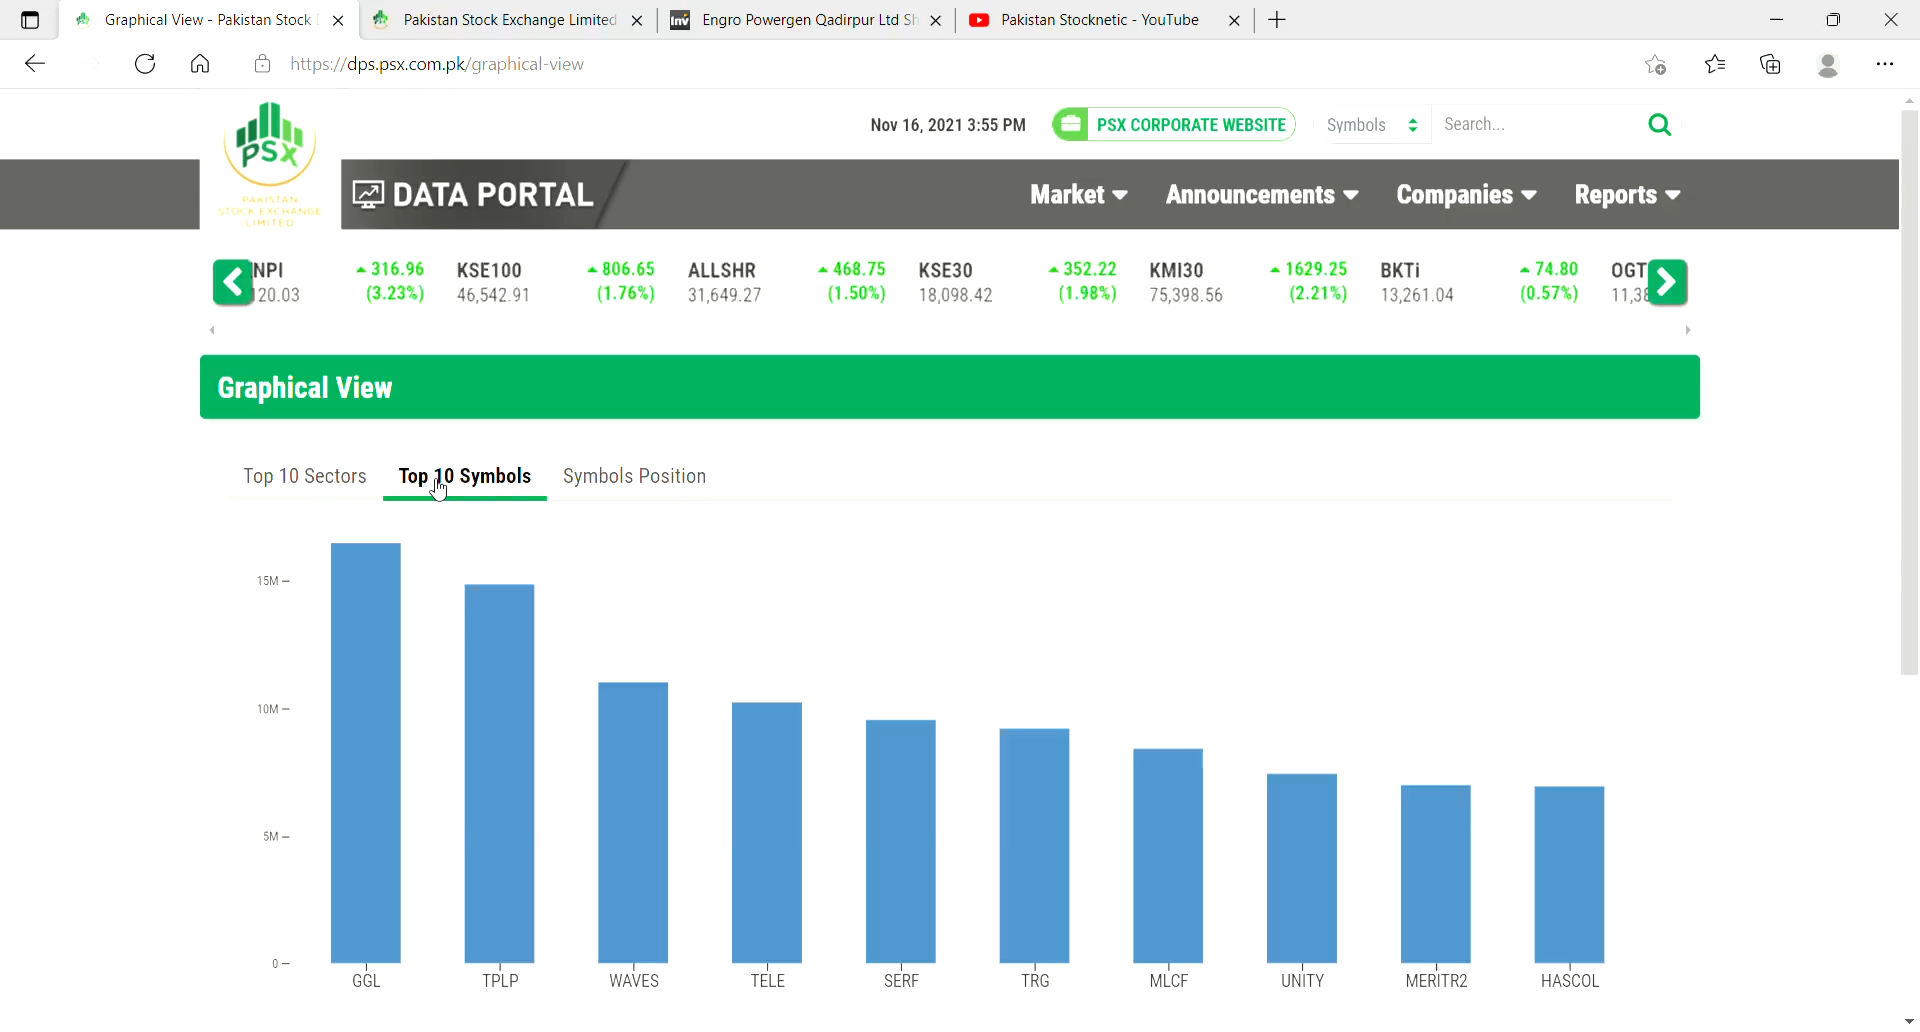 Graphical View - Pakistan Stock
Pakistan Stock Exchange Limited
inv Engro Powergen Qadirpur Ltd Sh
Pakistan Stocknetic - YouTube
https://dps.psx.com.pk/graphical-view
PSX
PAKISTAN
STOCK EXCHANGE
LIMITED
Nov 16, 2021 3:55 PM
PSX CORPORATE WEBSITE
Symbols
Search...
DATA PORTAL
Market
Announcements
Companies
Reports
NPI 316.96 KSE100 806.65 ALLSHR 468.75 KSE30 352.22 KMI30 1629.25 BKTi 74.80 OGT
120.03 (3.23%) 46,542.91 (1.76%) 31,649.27 (1.50%) 18,098.42 (1.98%) 75,398.56 (2.21%) 13,261.04 (0.57%) 11,38
Graphical View
Top 10 Sectors Top 10 Symbols Symbols Position
15M
10M
5M
0
GGL TPLP WAVES TELE SERF TRG MLCF UNITY MERITR2 HASCOL